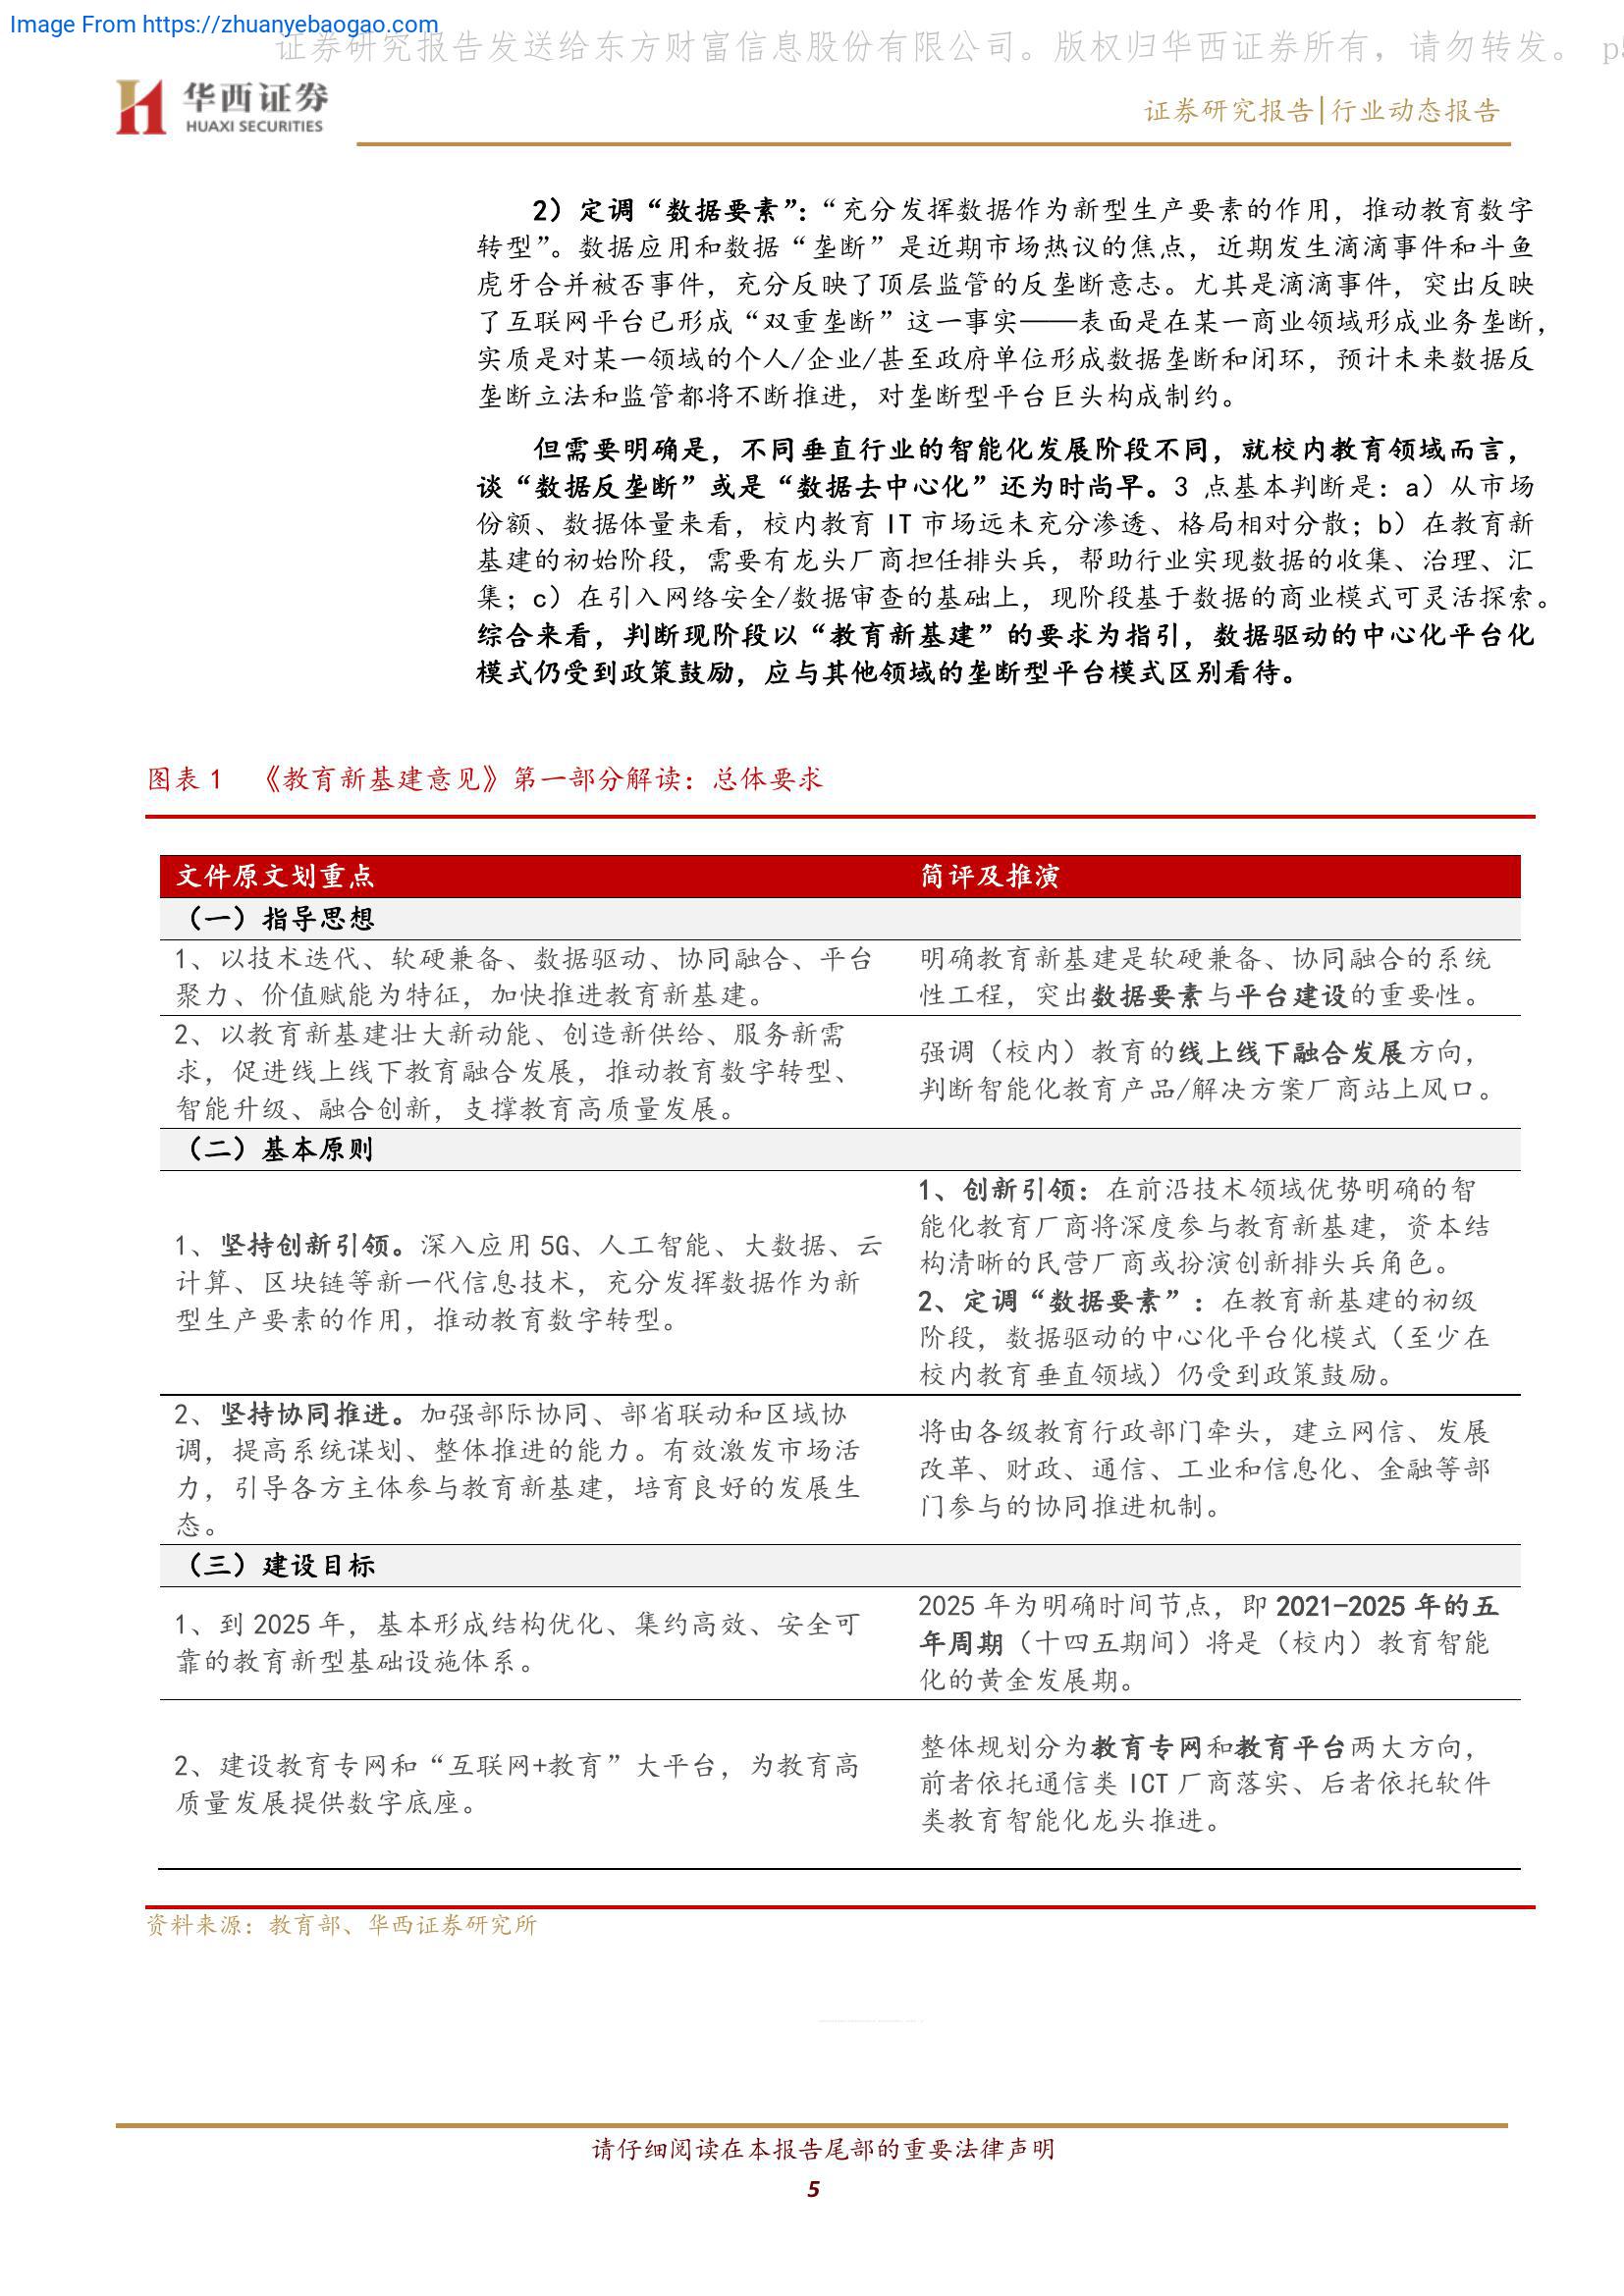 Image From https://zhuanyebaogao.com
证券研究报告发送给东方财富信息股份有限公司。版权归华西证券所有，请勿转发。 p
华西证券
HUAXI SECURITIES
证券研究报告|行业动态报告
2）定调“数据要素”：“充分发挥数据作为新型生产要素的作用，推动教育数字
转型”。数据应用和数据“垄断”是近期市场热议的焦点，近期发生滴滴事件和斗鱼
虎牙合并被否事件，充分反映了顶层监管的反垄断意志。尤其是滴滴事件，突出反映
了互联网平台已形成“双重垄断”这一事实——表面是在某一商业领域形成业务垄断，
实质是对某一领域的个人/企业/甚至政府单位形成数据垄断和闭环，预计未来数据反
垄断立法和监管都将不断推进，对垄断型平台巨头构成制约。
但需要明确是，不同垂直行业的智能化发展阶段不同，就校内教育领域而言，
谈“数据反垄断”或是“数据去中心化”还为时尚早。3 点基本判断是：a）从市场
份额、数据体量来看，校内教育 IT 市场远未充分渗透、格局相对分散；b）在教育新
基建的初始阶段，需要有龙头厂商担任排头兵，帮助行业实现数据的收集、治理、汇
集；c）在引入网络安全/数据审查的基础上，现阶段基于数据的商业模式可灵活探索。
综合来看，判断现阶段以“教育新基建”的要求为指引，数据驱动的中心化平台化
模式仍受到政策鼓励，应与其他领域的垄断型平台模式区别看待。
图表 1 《教育新基建意见》第一部分解读：总体要求
文件原文划重点
简评及推演
（一）指导思想
1、以技术迭代、软硬兼备、数据驱动、协同融合、平台
聚力、价值赋能为特征，加快推进教育新基建。
明确教育新基建是软硬兼备、协同融合的系统
性工程，突出数据要素与平台建设的重要性。
2、以教育新基建壮大新动能、创造新供给、服务新需
求，促进线上线下教育融合发展，推动教育数字转型、
智能升级、融合创新，支撑教育高质量发展。
强调（校内）教育的线上线下融合发展方向，
判断智能化教育产品/解决方案厂商站上风口。
（二）基本原则
1、坚持创新引领。深入应用 5G、人工智能、大数据、云
计算、区块链等新一代信息技术，充分发挥数据作为新
型生产要素的作用，推动教育数字转型。
1、创新引领：在前沿技术领域优势明确的智
能化教育厂商将深度参与教育新基建，资本结
构清晰的民营厂商或扮演创新排头兵角色。
2、定调“数据要素”：在教育新基建的初级
阶段，数据驱动的中心化平台化模式（至少在
校内教育垂直领域）仍受到政策鼓励。
2、坚持协同推进。加强部际协同、部省联动和区域协
调，提高系统谋划、整体推进的能力。有效激发市场活
力，引导各方主体参与教育新基建，培育良好的发展生
态。
将由各级教育行政部门牵头，建立网信、发展
改革、财政、通信、工业和信息化、金融等部
门参与的协同推进机制。
（三）建设目标
1、到 2025 年，基本形成结构优化、集约高效、安全可
靠的教育新型基础设施体系。
2025 年为明确时间节点，即 2021-2025 年的五
年周期（十四五期间）将是（校内）教育智能
化的黄金发展期。
2、建设教育专网和“互联网+教育”大平台，为教育高
质量发展提供数字底座。
整体规划分为教育专网和教育平台两大方向，
前者依托通信类 ICT 厂商落实、后者依托软件
类教育智能化龙头推进。
资料来源：教育部、华西证券研究所
请仔细阅读在本报告尾部的重要法律声明
5